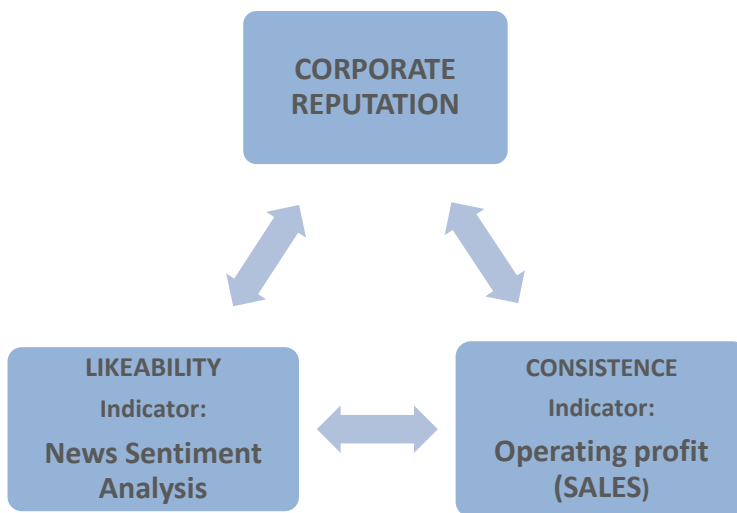 CORPORATE
REPUTATION
LIKEABILITY
Indicator:
News Sentiment
Analysis
CONSISTENCE
Indicator:
Operating profit
(SALES)